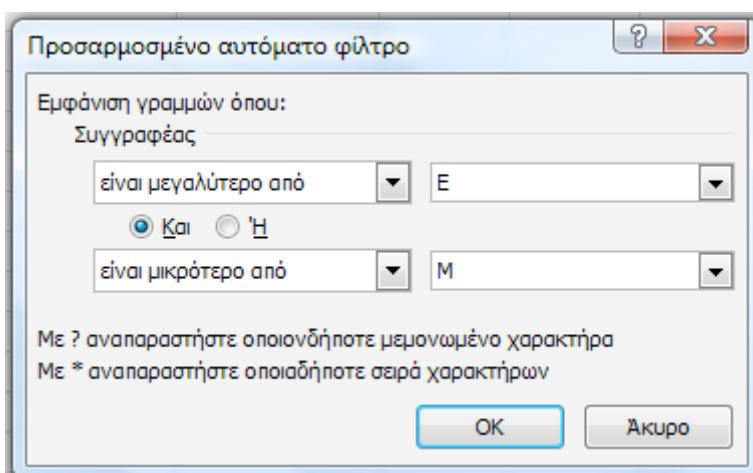 Προσαρμοσμένο αυτόματο φίλτρο
Εμφάνιση γραμμών όπου:
Συγγραφέας
είναι μεγαλύτερο από Ε
Και Ή
είναι μικρότερο από Μ
Με ? αναπαραστήστε οποιονδήποτε μεμονωμένο χαρακτήρα
Με * αναπαραστήστε οποιαδήποτε σειρά χαρακτήρων
OK Άκυρο